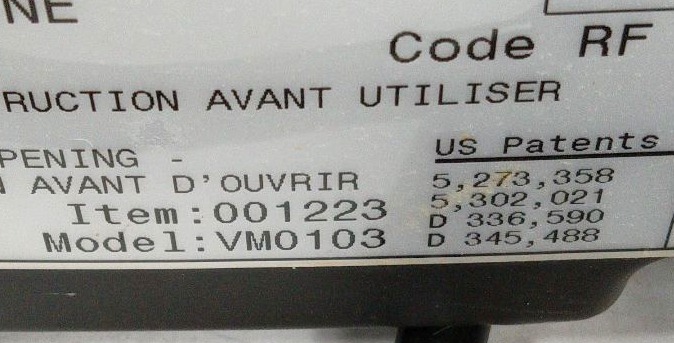 NE
Code RF
RUCTION AVANT UTILISER
PENING -
AVANT D'OUVRIR
Item:001223
Model:VM0103
US Patents
5,273,358
5,302,021
D 336,590
D 345,488